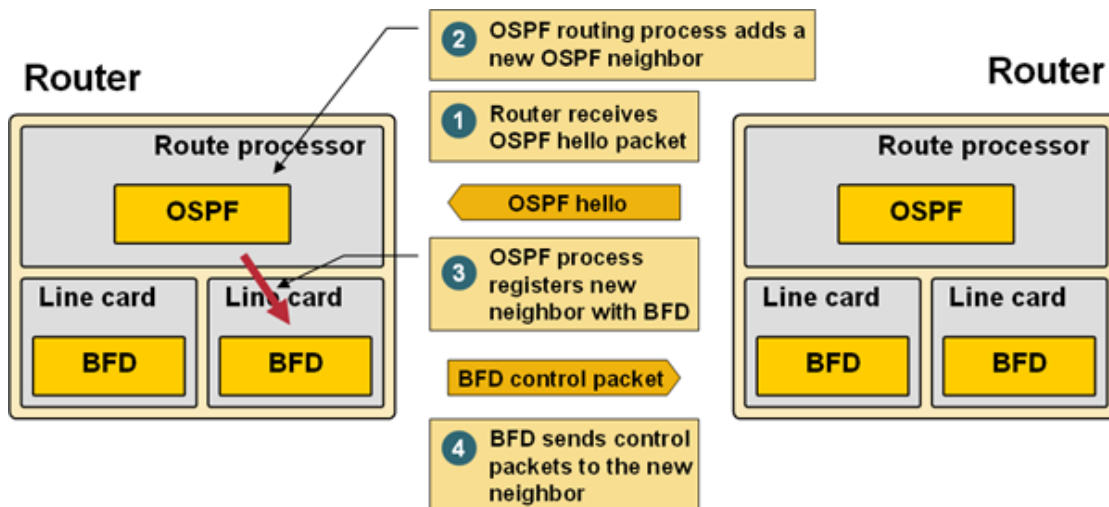 2 OSPF routing process adds a
new OSPF neighbor
Router
Router
1 Router receives
OSPF hello packet
Route processor
Route processor
OSPF
OSPF hello
OSPF
3 OSPF process
registers new
neighbor with BFD
Line card
Line card
Line card
Line card
BFD
BFD
BFD
BFD
BFD control packet
4 BFD sends control
packets to the new
neighbor